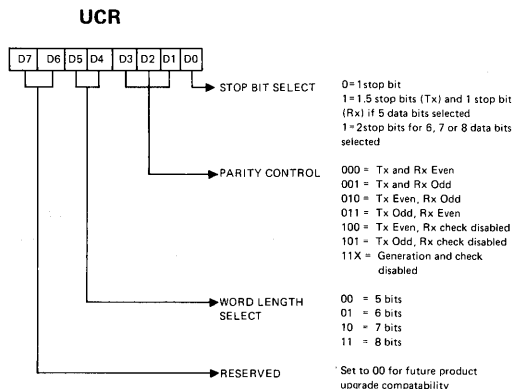 UCR
D7 D6 D5 D4 D3 D2 D1 D0
STOP BIT SELECT
0=1stop bit
1=1.5 stop bits (Tx) and 1 stop bit
(Rx) if 5 data bits selected
1=2stop bits for 6, 7 or 8 data bits
selected
PARITY CONTROL
000 = Tx and Rx Even
001 = Tx and Rx Odd
010 = Tx Even, Rx Odd
011 = Tx Odd, Rx Even
100 = Tx Even, Rx check disabled
101 = Tx Odd, Rx check disabled
11X = Generation and check
disabled
WORD LENGTH
SELECT
00 = 5 bits
01 = 6 bits
10 = 7 bits
11 = 8 bits
RESERVED
Set to 00 for future product
upgrade compatability